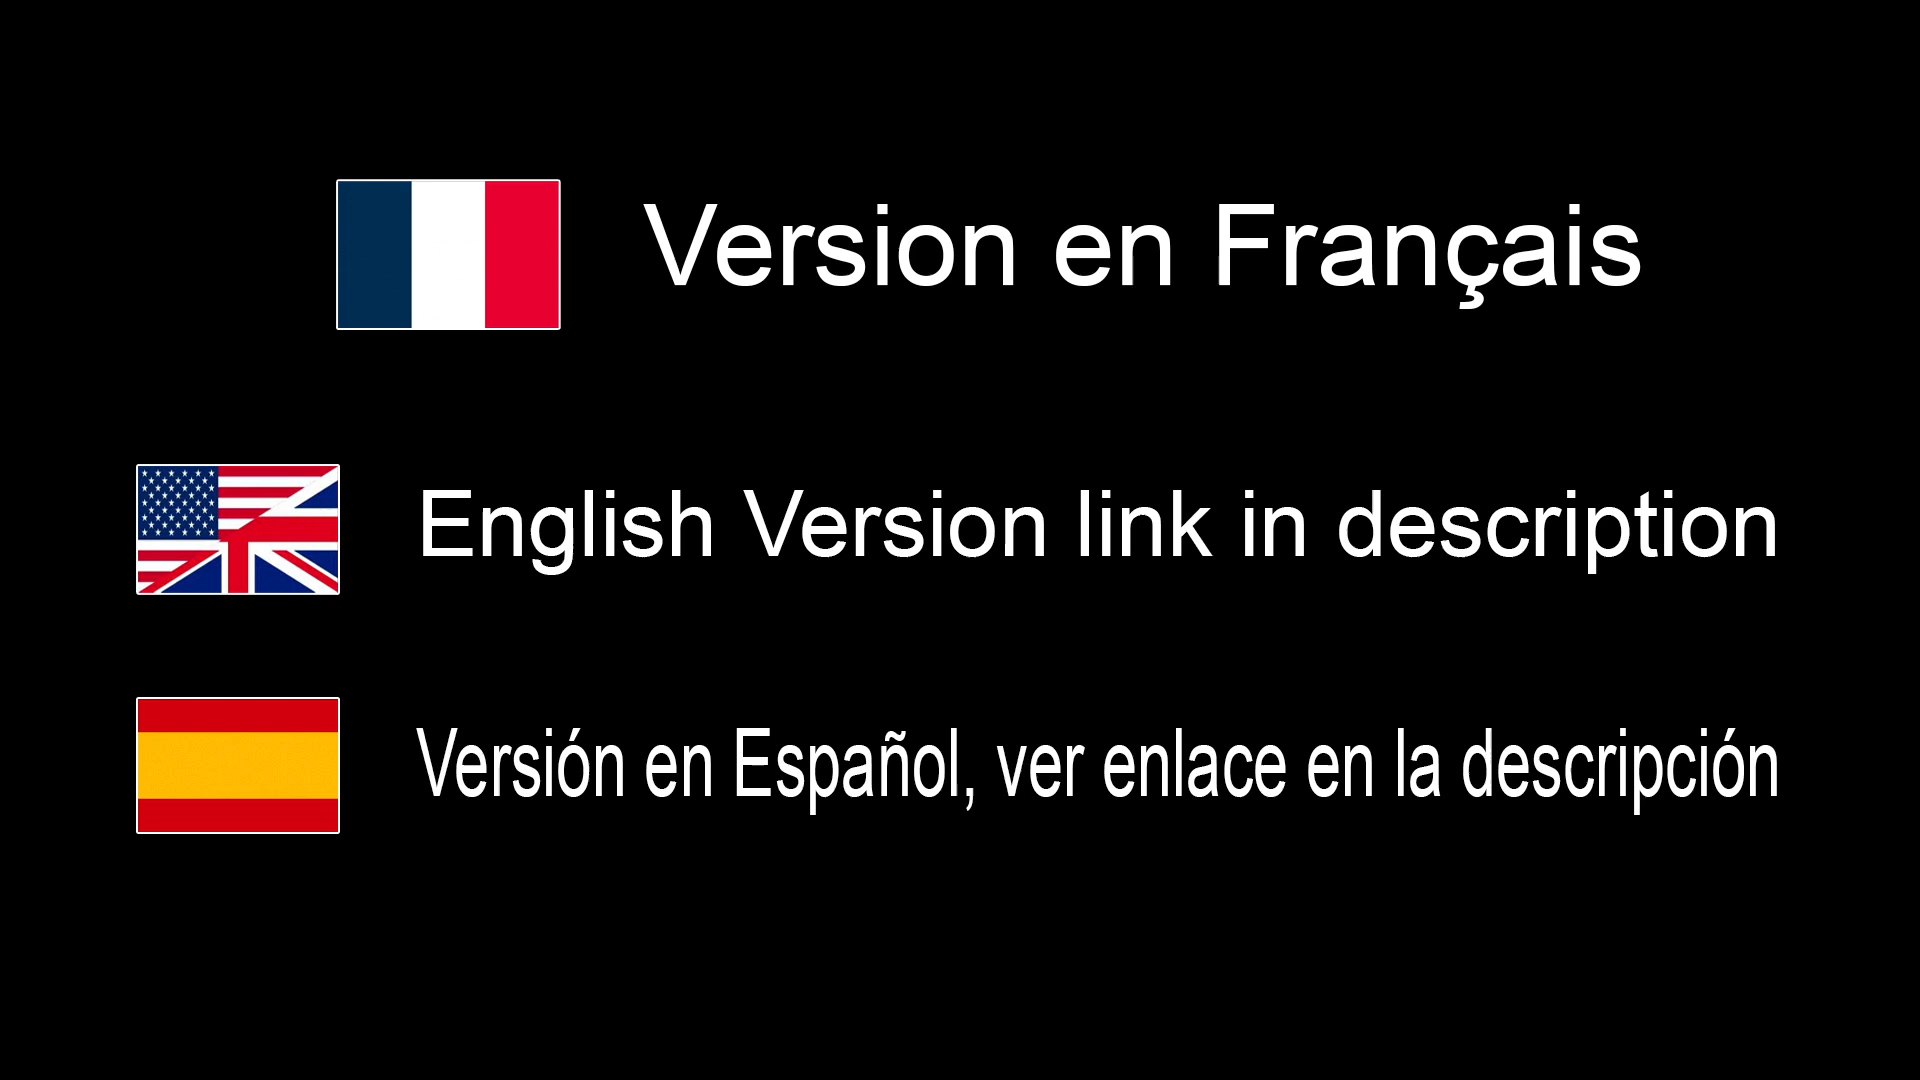 Version en Français
English Version link in description
Versión en Español, ver enlace en la descripción